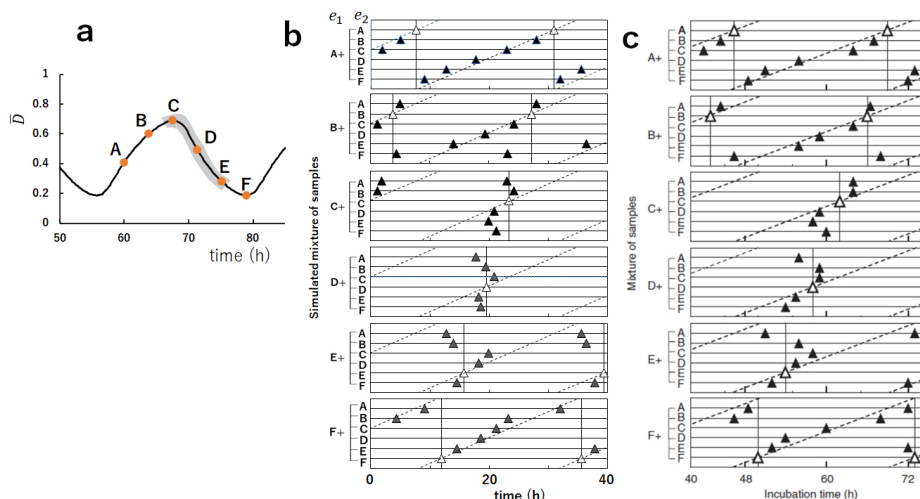 a
D̅
1
0.8
0.6
0.4
0.2
0
A
B
C
D
E
F
50
60
70
80
time (h)
b
e1 e2
Simulated mixture of samples
A+
A
B
C
D
E
F
B+
A
B
C
D
E
F
C+
A
B
C
D
E
F
D+
A
B
C
D
E
F
E+
A
B
C
D
E
F
F+
A
B
C
D
E
F
0
20
40
time (h)
c
Mixture of samples
A+
A
B
C
D
E
F
B+
A
B
C
D
E
F
C+
A
B
C
D
E
F
D+
A
B
C
D
E
F
E+
A
B
C
D
E
F
F+
A
B
C
D
E
F
40
48
60
72
Incubation time (h)